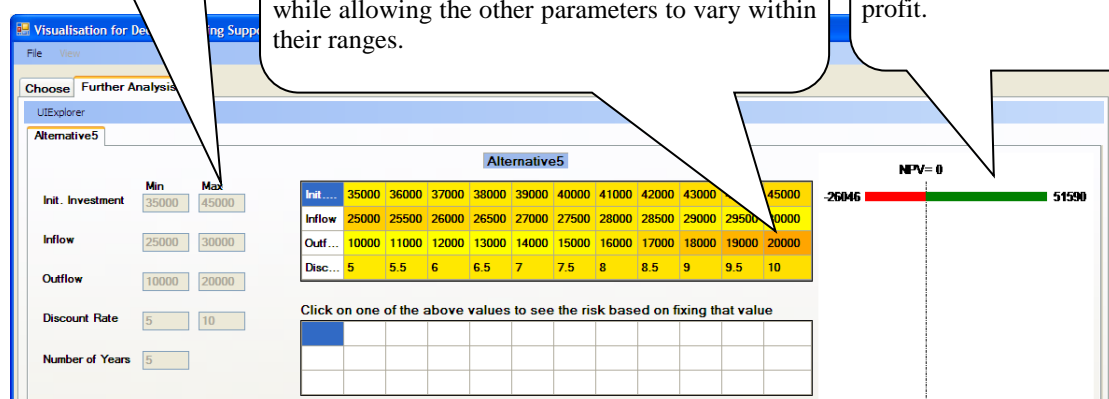 while allowing the other parameters to vary within
their ranges.
profit.
Visualisation for De ing Suppo
File View
Choose Further Analysis
UIExplorer
Alternative5
Alternative5
Min Max
Init. Investment 35000 45000
Inflow 25000 30000
Outflow 10000 20000
Discount Rate 5 10
Number of Years 5
Init.... 35000 36000 37000 38000 39000 40000 41000 42000 43000 45000
Inflow 25000 25500 26000 26500 27000 27500 28000 28500 29000 29500 30000
Outf... 10000 11000 12000 13000 14000 15000 16000 17000 18000 19000 20000
Disc... 5 5.5 6 6.5 7 7.5 8 8.5 9 9.5 10
Click on one of the above values to see the risk based on fixing that value
NPV= 0
-26046 51590